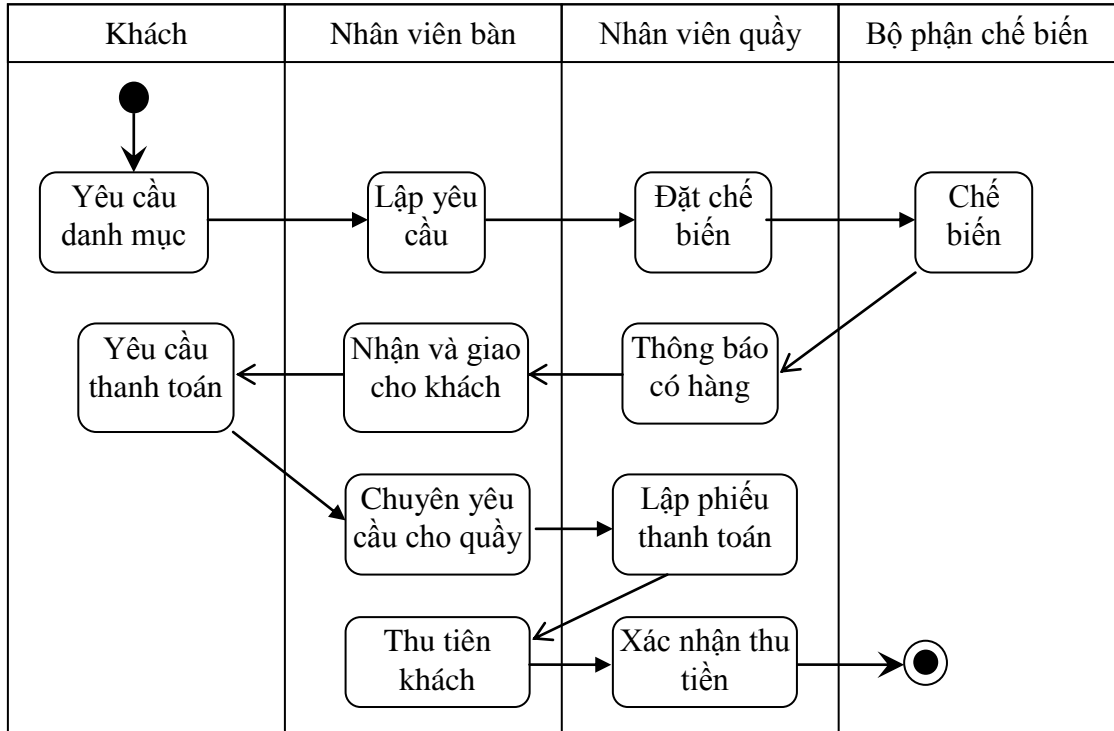 Khách
Nhân viên bàn
Nhân viên quầy
Bộ phận chế biến
Yêu cầu
danh mục
Lập yêu
cầu
Đặt chế
biến
Chế
biến
Yêu cầu
thanh toán
Nhận và giao
cho khách
Thông báo
có hàng
Chuyên yêu
cầu cho quầy
Lập phiếu
thanh toán
Thu tiên
khách
Xác nhận thu
tiền